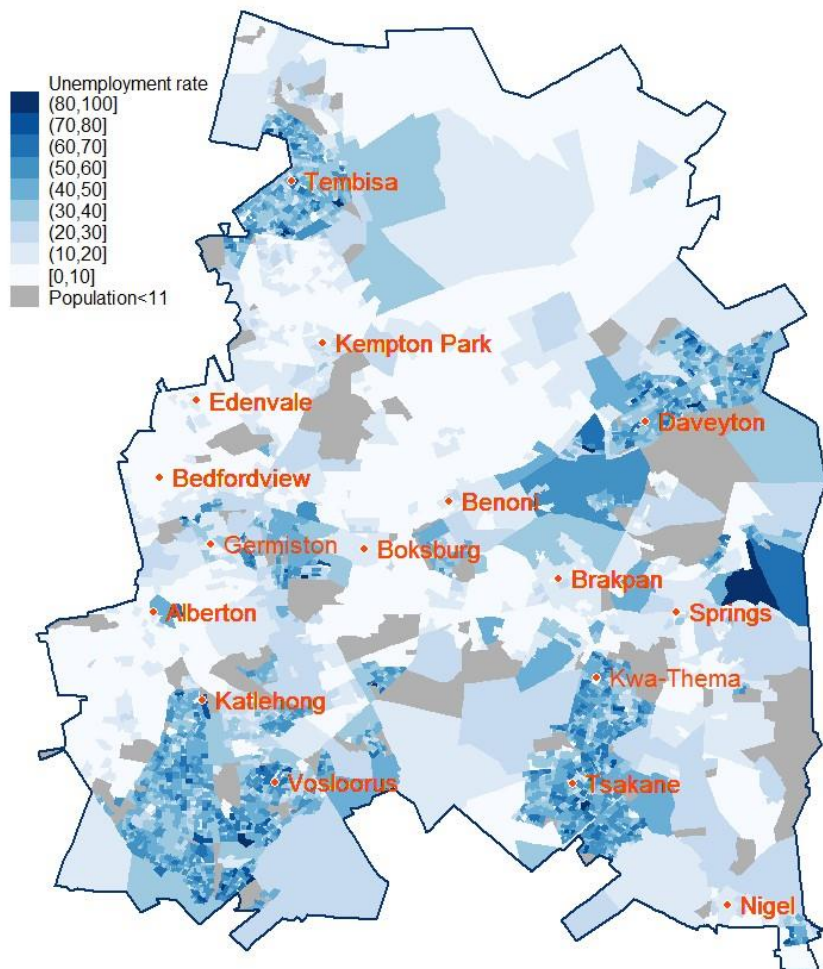 Unemployment rate
(80,100]
(70,80]
(60,70]
(50,60]
(40,50]
(30,40]
(20,30]
(10,20]
[0,10]
Population<11
Tembisa
Kempton Park
Edenvale
Daveyton
Bedfordview
Benoni
Germiston
Boksburg
Brakpan
Alberton
Springs
Kwa-Thema
Katlehong
Vosloorus
Tsakane
Nigel